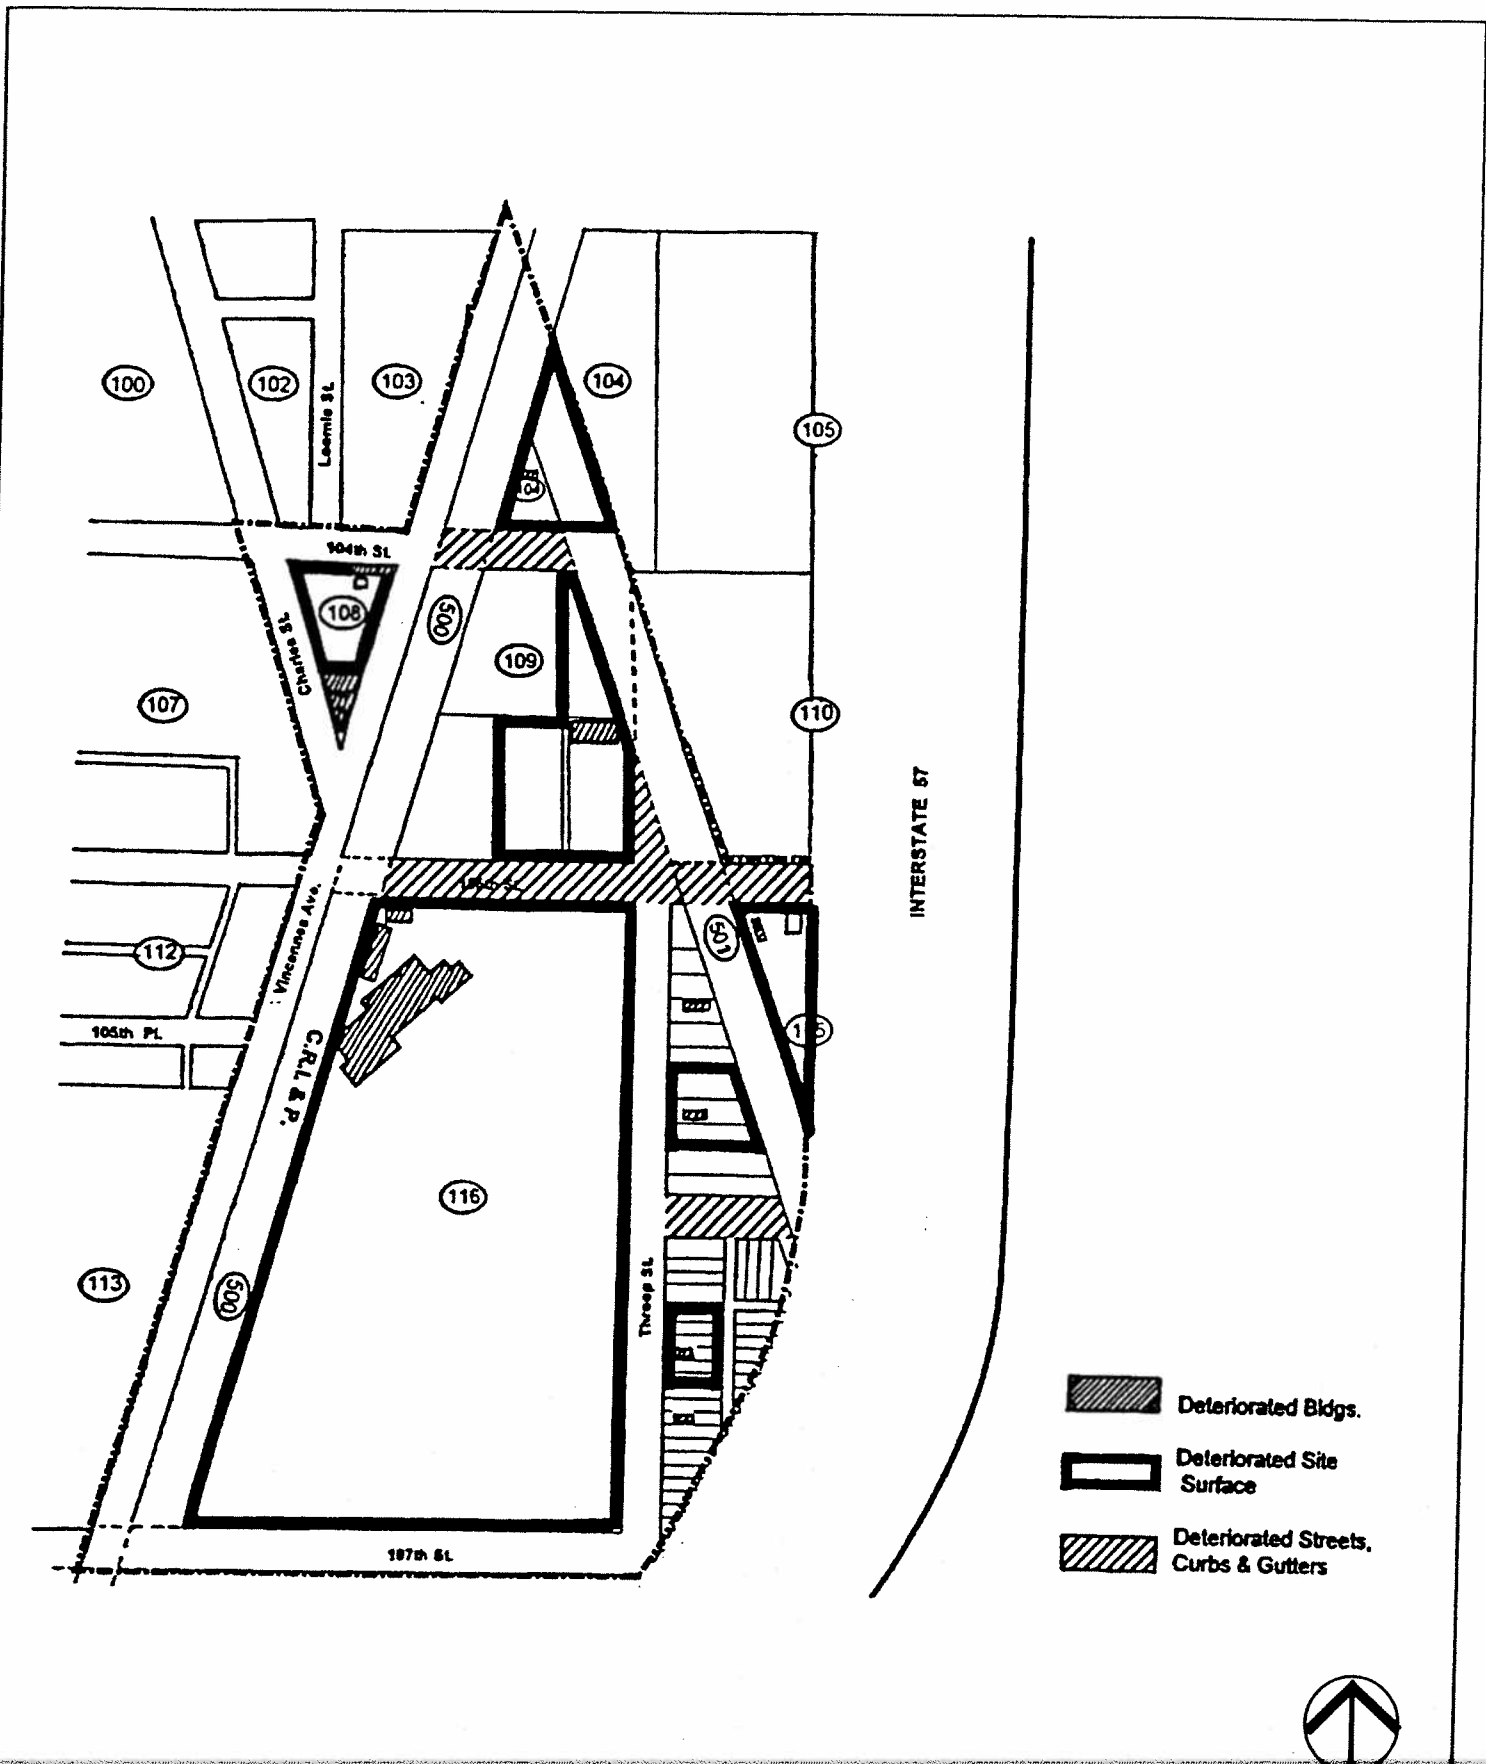 100
102
Loomis St.
103
104
105
104th St.
108
500
Charles St.
109
107
110
INTERSTATE 57
112
Vincennes Ave.
501
105th Pl.
C.R.I. & P.
116
113
500
Throop St.
107th St.
Deteriorated Bldgs.
Deteriorated Site
Surface
Deteriorated Streets,
Curbs & Gutters